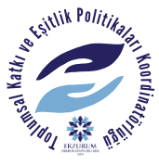 Toplumsal Katkı ve Eşitlik Politikaları Koordinatörlüğü
ERZURUM